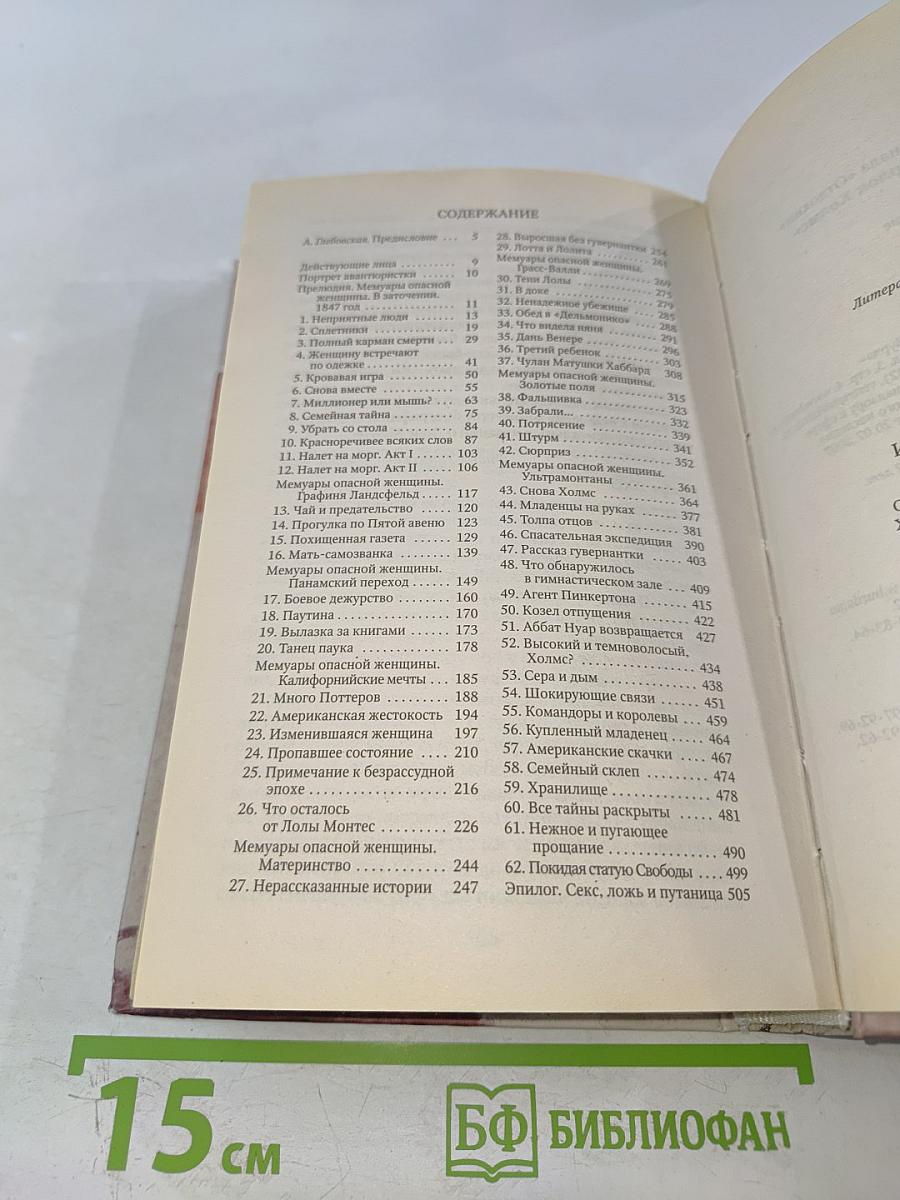 СОДЕРЖАНИЕ
А. Глебовская. Предисловие ... 5
Действующие лица .......... 9
Портрет авантюристки ...... 10
Прелюдия. Мемуары опасной
женщины. В заточении.
1847 год .............. 11
1. Неприятные люди ........ 13
2. Сплетники .............. 19
3. Полный карман смерти ... 29
4. Женщину встречают
по одежке .............. 41
5. Кровавая игра .......... 50
6. Снова вместе ........... 55
7. Миллионер или мышь? ... 63
8. Семейная тайна ......... 75
9. Убрать со стола ......... 84
10. Красноречивее всяких слов 87
11. Налет на морг. Акт I ...... 103
12. Налет на морг. Акт II ..... 106
Мемуары опасной женщины.
Графиня Ландсфельд ..... 117
13. Чай и предательство ..... 120
14. Прогулка по Пятой авеню 123
15. Похищенная газета ...... 129
16. Мать-самозванка ........ 139
Мемуары опасной женщины.
Панамский переход ...... 149
17. Боевое дежурство ........ 160
18. Паутина ................ 170
19. Вылазка за книгами ...... 173
20. Танец паука ............. 178
Мемуары опасной женщины.
Калифорнийские мечты ... 185
21. Много Поттеров ......... 188
22. Американская жестокость 194
23. Изменившаяся женщина 197
24. Пропавшее состояние .... 210
25. Примечание к безрассудной
эпохе .................... 216
26. Что осталось
от Лолы Монтес ......... 226
Мемуары опасной женщины.
Материнство ............ 244
27. Нерассказанные истории 247
28. Выросшая без гувернантки 254
29. Лотта и Лолита .......... 261
Мемуары опасной женщины.
Грасс-Валли ............. 269
30. Тени Лолы .............. 275
31. В доке .................. 279
32. Ненадежное убежище .... 285
33. Обед в «Дельмонико» .... 288
34. Что видела няня ......... 291
35. Дань Венере ............. 296
36. Третий ребенок .......... 303
37. Чулан Матушки Хаббард 308
Мемуары опасной женщины.
Золотые поля ............ 315
38. Фальшивка ............. 323
39. Забрали... ............... 332
40. Потрясение ............. 339
41. Штурм ................. 341
42. Сюрприз ................ 352
Мемуары опасной женщины.
Ультрамонтаны ......... 361
43. Снова Холмс ............ 364
44. Младенцы на руках ...... 377
45. Толпа отцов ............. 381
46. Спасательная экспедиция 390
47. Рассказ гувернантки ..... 403
48. Что обнаружилось
в гимнастическом зале ... 409
49. Агент Пинкертона ....... 415
50. Козел отпущения ........ 422
51. Аббат Нуар возвращается 427
52. Высокий и темноволосый,
Холмс? ................. 434
53. Сера и дым .............. 438
54. Шокирующие связи ...... 451
55. Командоры и королевы ... 459
56. Купленный младенец ..... 464
57. Американские скачки .... 467
58. Семейный склеп ......... 474
59. Хранилище .............. 478
60. Все тайны раскрыты ..... 481
61. Нежное и пугающее
прощание ............... 490
62. Покидая статую Свободы .... 499
Эпилог. Секс, ложь и путаница 505
15 см
БФ БИБЛИОФАН